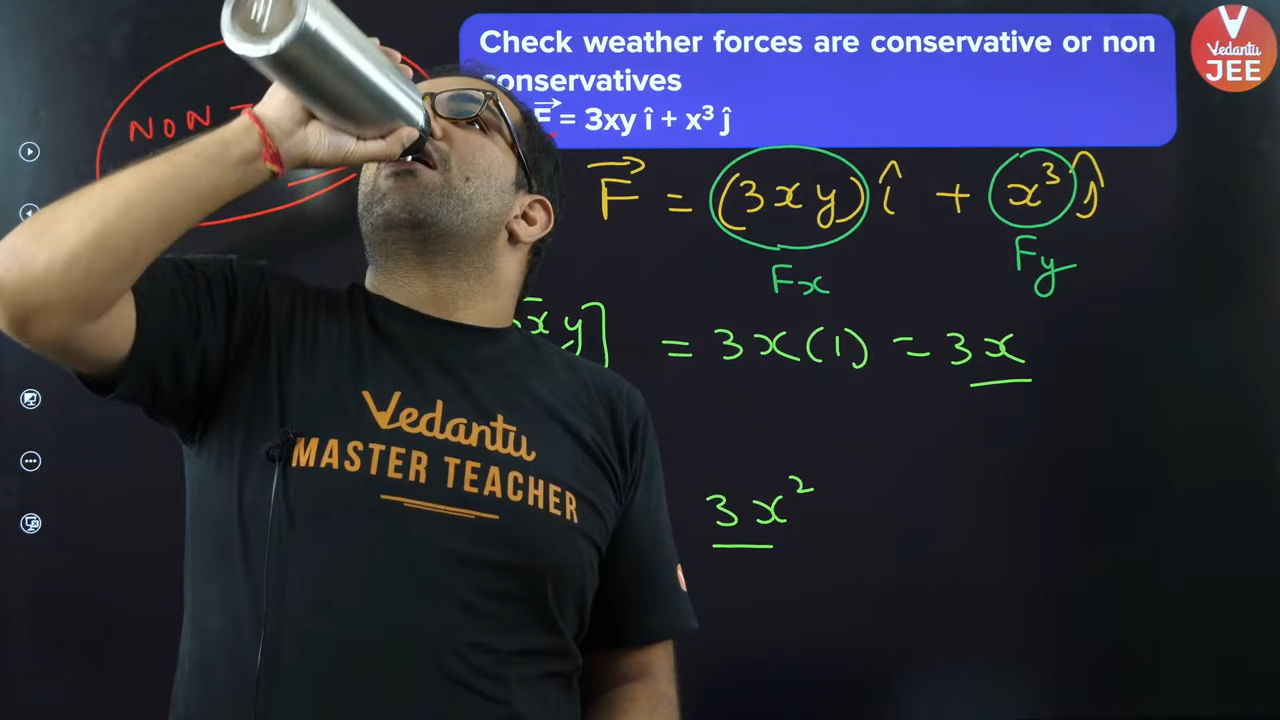 Check weather forces are conservative or non
conservatives
F = 3xy î + x³ ĵ
Vedantu
JEE
NON
F = (3xy) î + x³ ĵ
Fx
Fy
xy] = 3x(1) = 3x
3x²
Vedantu
MASTER TEACHER